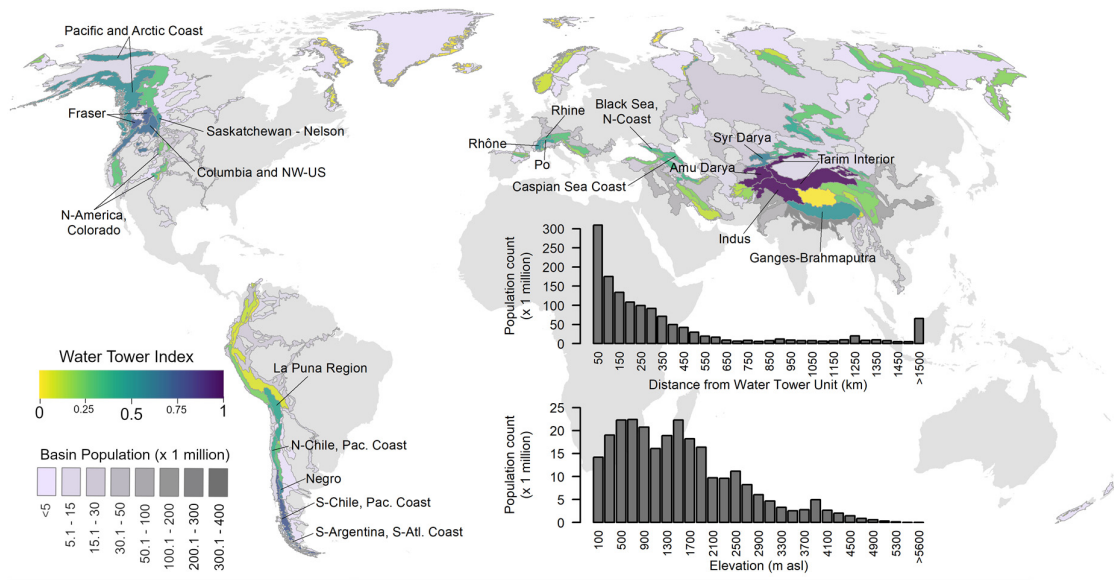 Pacific and Arctic Coast
Fraser
Saskatchewan - Nelson
Columbia and NW-US
N-America,
Colorado
Rhine
Black Sea,
N-Coast
Rhône
Po
Caspian Sea Coast
Syr Darya
Amu Darya
Tarim Interior
Indus
Ganges-Brahmaputra
Population count
(x 1 million)
300
250
200
150
100
50
0
50
150
250
350
450
550
650
750
850
950
1050
1150
1250
1350
1450
>1500
Distance from Water Tower Unit (km)
Water Tower Index
0
0.25
0.5
0.75
1
La Puna Region
N-Chile, Pac. Coast
Negro
S-Chile, Pac. Coast
S-Argentina, S-Atl. Coast
Basin Population (x 1 million)
<5
5.1 - 15
15.1 - 30
30.1 - 50
50.1 - 100
100.1 - 200
200.1 - 300
300.1 - 400
Population count
(x 1 million)
25
20
15
10
5
0
100
500
900
1300
1700
2100
2500
2900
3300
3700
4100
4500
4900
5300
>5600
Elevation (m asl)